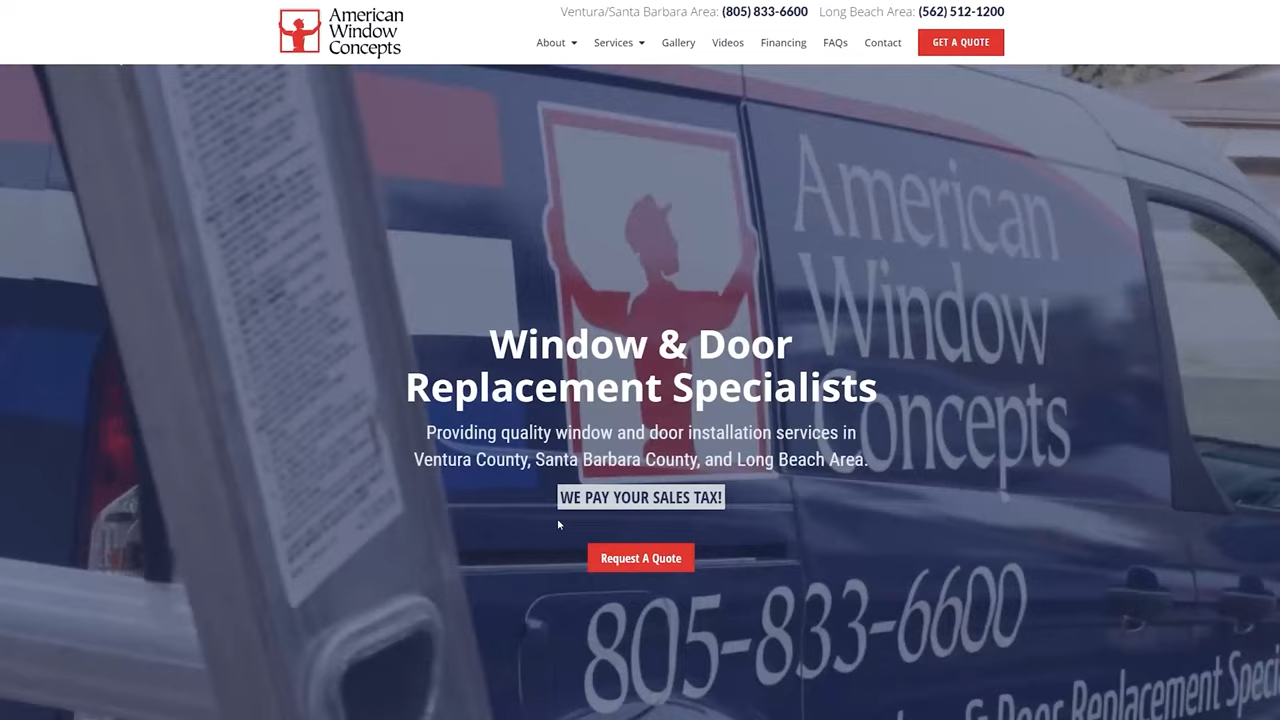 American
Window
Concepts
Ventura/Santa Barbara Area: (805) 833-6600 Long Beach Area: (562) 512-1200
About Services Gallery Videos Financing FAQs Contact GET A QUOTE
American
Window
Concepts
Window & Door
Replacement Specialists
Providing quality window and door installation services in
Ventura County, Santa Barbara County, and Long Beach Area.
WE PAY YOUR SALES TAX!
Request A Quote
805-833-6600
& Door Replacement Speci